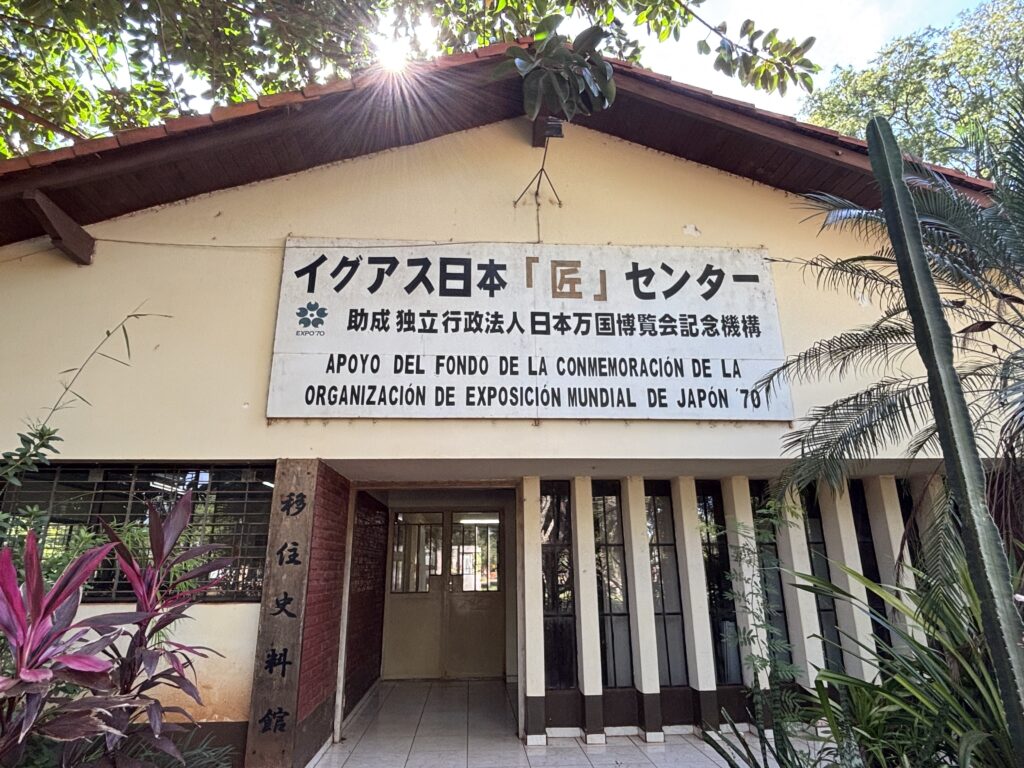 イグアス日本「匠」センター
EXPO'70
助成 独立行政法人日本万国博覧会記念機構
APOYO DEL FONDO DE LA CONMEMORACIÓN DE LA
ORGANIZACIÓN DE EXPOSICIÓN MUNDIAL DE JAPÓN ´70
移住史料館